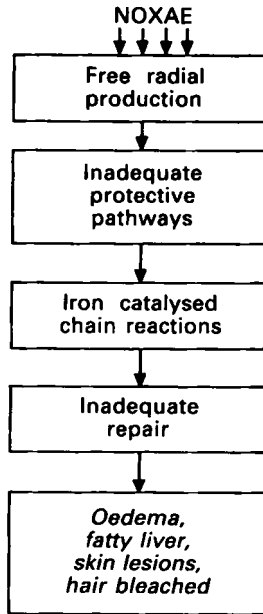 NOXAE
Free radial
production
Inadequate
protective
pathways
Iron catalysed
chain reactions
Inadequate
repair
Oedema,
fatty liver,
skin lesions,
hair bleached